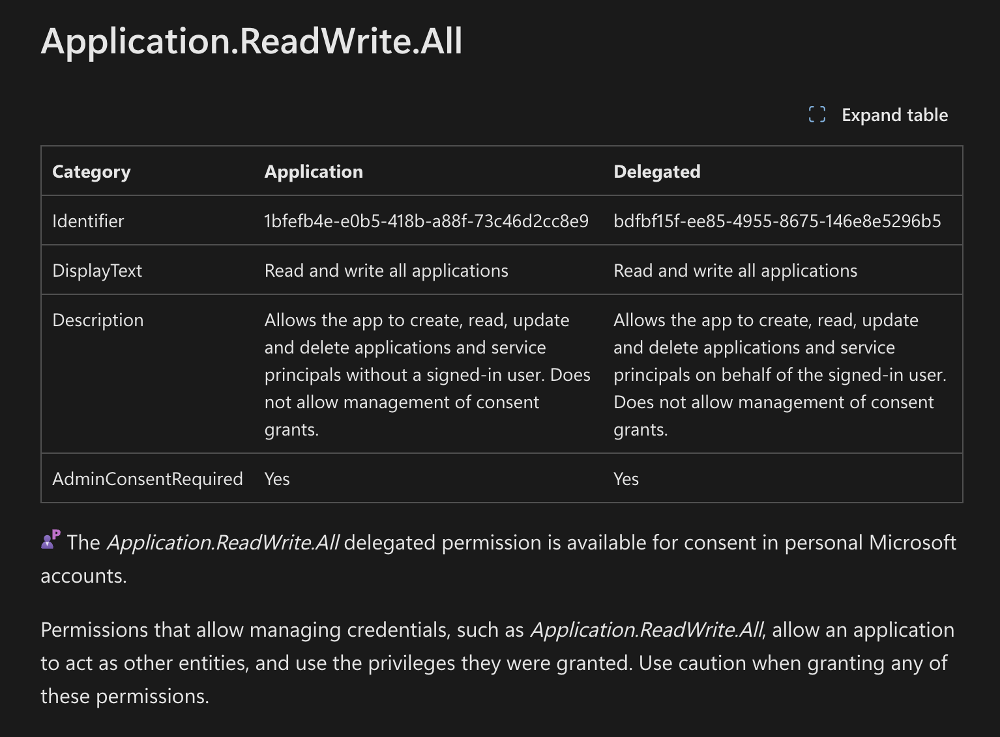 Application.ReadWrite.All
Expand table
Category Application Delegated
Identifier 1bfefb4e-e0b5-418b-a88f-73c46d2cc8e9 bdfbf15f-ee85-4955-8675-146e8e5296b5
DisplayText Read and write all applications Read and write all applications
Description Allows the app to create, read, update Allows the app to create, read, update
and delete applications and service and delete applications and service
principals without a signed-in user. Does principals on behalf of the signed-in user.
not allow management of consent Does not allow management of consent
grants. grants.
AdminConsentRequired Yes Yes
P The Application.ReadWrite.All delegated permission is available for consent in personal Microsoft
accounts.
Permissions that allow managing credentials, such as Application.ReadWrite.All, allow an application
to act as other entities, and use the privileges they were granted. Use caution when granting any of
these permissions.